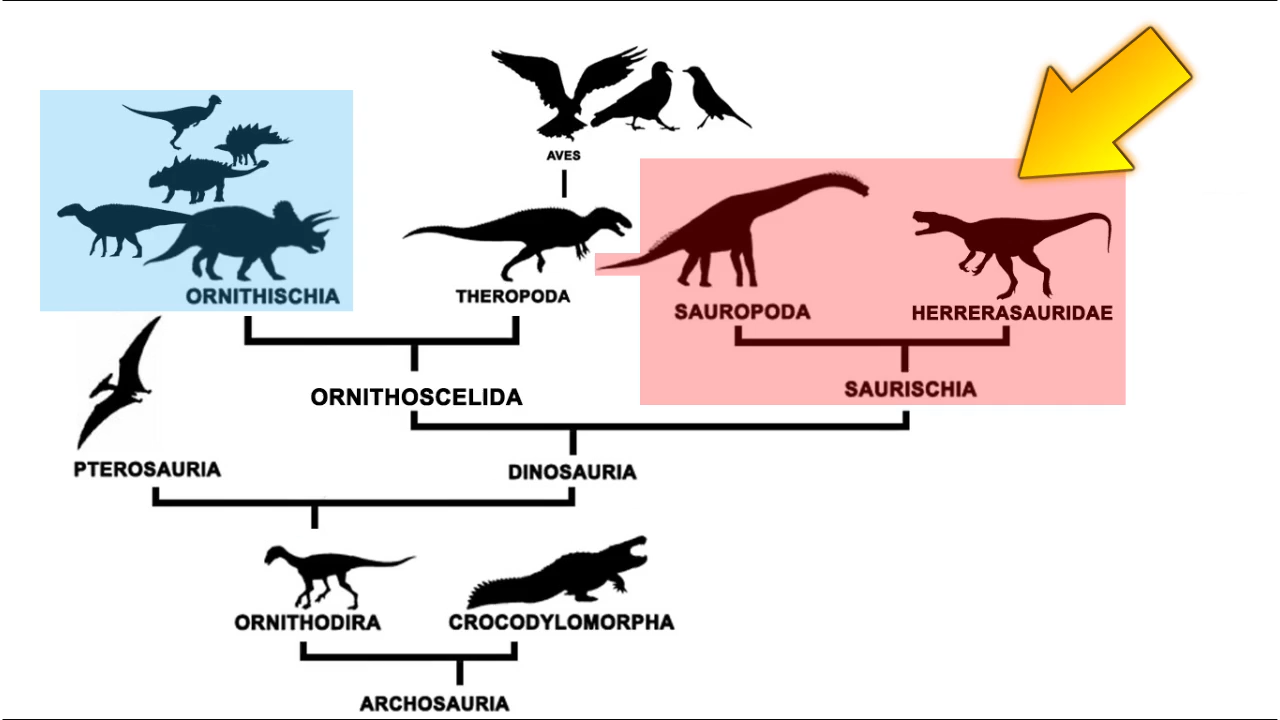 AVES
ORNITHISCHIA
THEROPODA
SAUROPODA
HERRERASAURIDAE
ORNITHOSCELIDA
SAURISCHIA
PTEROSAURIA
DINOSAURIA
ORNITHODIRA
CROCODYLOMORPHA
ARCHOSAURIA